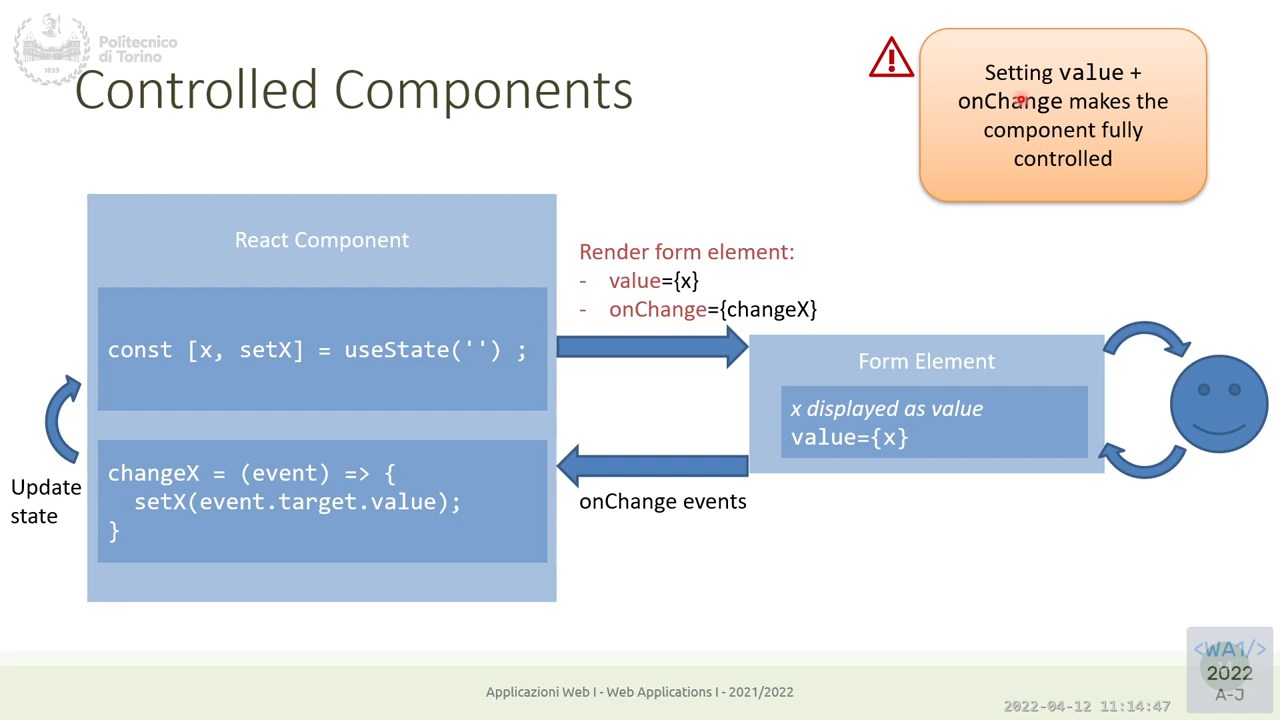 Politecnico
di Torino
1859
Controlled Components
Setting value +
onChange makes the
component fully
controlled
React Component
const [x, setX] = useState('') ;
changeX = (event) => {
setX(event.target.value);
}
Update
state
Render form element:
- value={x}
- onChange={changeX}
onChange events
Form Element
x displayed as value
value={x}
Applicazioni Web I - Web Applications I - 2021/2022
<WA1/>
2022
A-J
2022-04-12 11:14:47